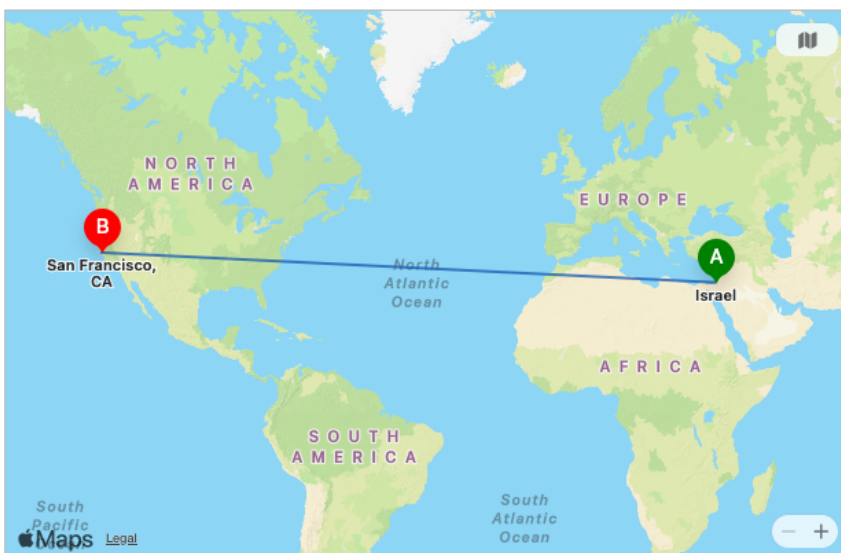 NORTH
AMERICA
EUROPE
B
A
San Francisco,
CA
North
Atlantic
Ocean
Israel
AFRICA
SOUTH
AMERICA
South
Pacific
Ocean
South
Atlantic
Ocean
Maps Legal
− +